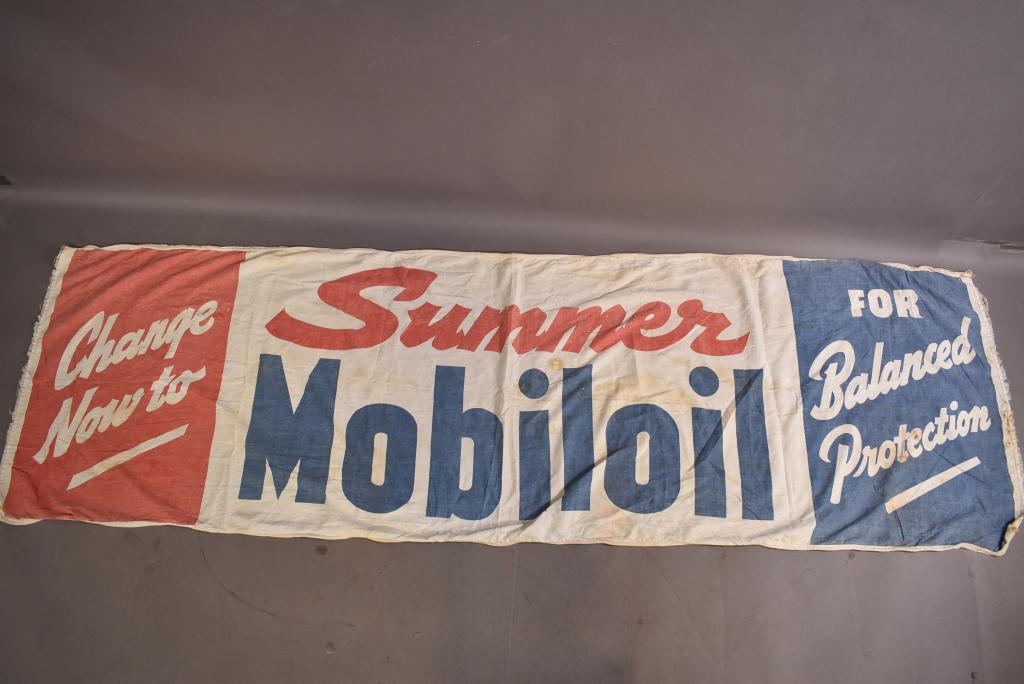 Change
Now to
Summer
Mobiloil
FOR
Balanced
Protection